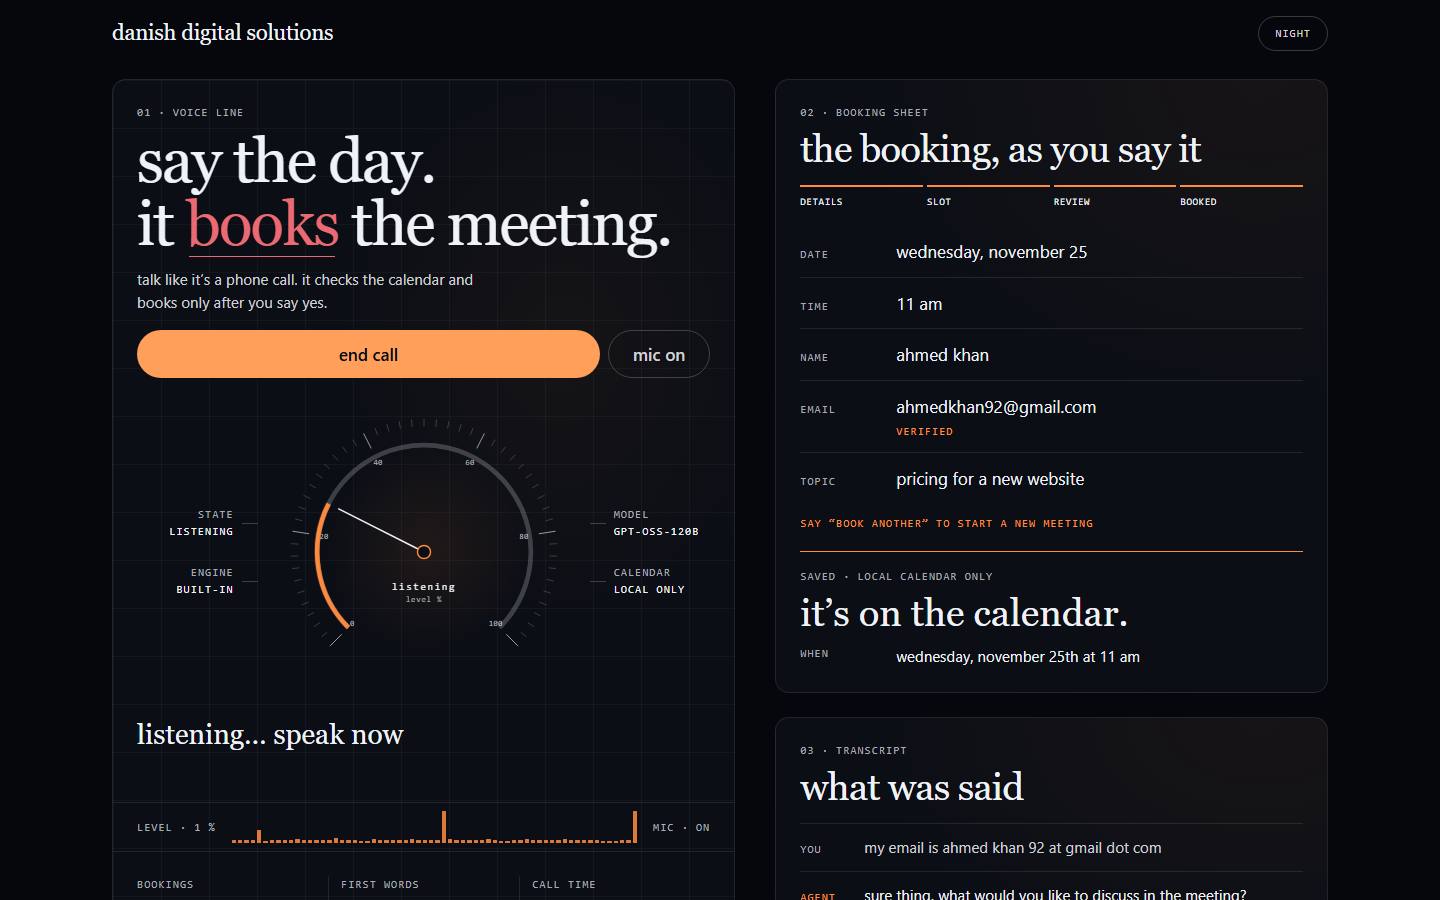 danish digital solutions
NIGHT
01 · VOICE LINE
say the day.
it books the meeting.
talk like it’s a phone call. it checks the calendar and
books only after you say yes.
end call
mic on
40
60
20
80
0
100
STATE
LISTENING
ENGINE
BUILT-IN
MODEL
GPT-OSS-120B
CALENDAR
LOCAL ONLY
listening
level %
listening... speak now
LEVEL · 1 %
MIC · ON
BOOKINGS
FIRST WORDS
CALL TIME
02 · BOOKING SHEET
the booking, as you say it
DETAILS
SLOT
REVIEW
BOOKED
DATE
wednesday, november 25
TIME
11 am
NAME
ahmed khan
EMAIL
ahmedkhan92@gmail.com
VERIFIED
TOPIC
pricing for a new website
SAY “BOOK ANOTHER” TO START A NEW MEETING
SAVED · LOCAL CALENDAR ONLY
it’s on the calendar.
WHEN
wednesday, november 25th at 11 am
03 · TRANSCRIPT
what was said
YOU
my email is ahmed khan 92 at gmail dot com
AGENT
sure thing. what would you like to discuss in the meeting?